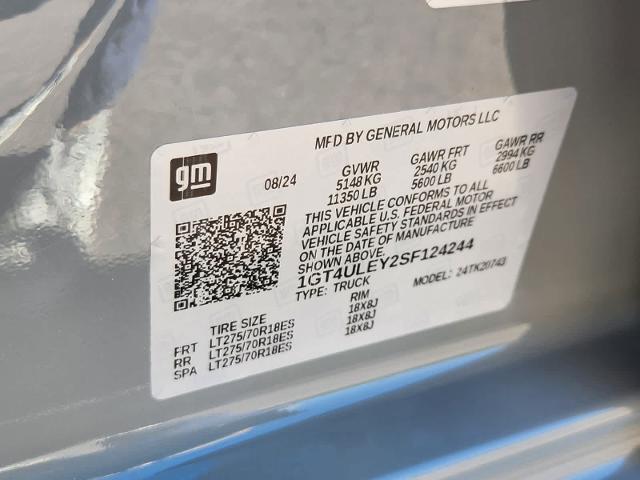 MFD BY GENERAL MOTORS LLC
gm
08/24
GVWR
5148 KG
11350 LB
GAWR FRT
2540 KG
5600 LB
GAWR RR
2994 KG
6600 LB
THIS VEHICLE CONFORMS TO ALL
APPLICABLE U.S. FEDERAL MOTOR
VEHICLE SAFETY STANDARDS IN EFFECT
ON THE DATE OF MANUFACTURE
SHOWN ABOVE.
1GT4ULEY2SF124244
TYPE: TRUCK
MODEL: 24TK20743
TIRE SIZE
RIM
FRT LT275/70R18ES 18X8J
RR LT275/70R18ES 18X8J
SPA LT275/70R18ES 18X8J